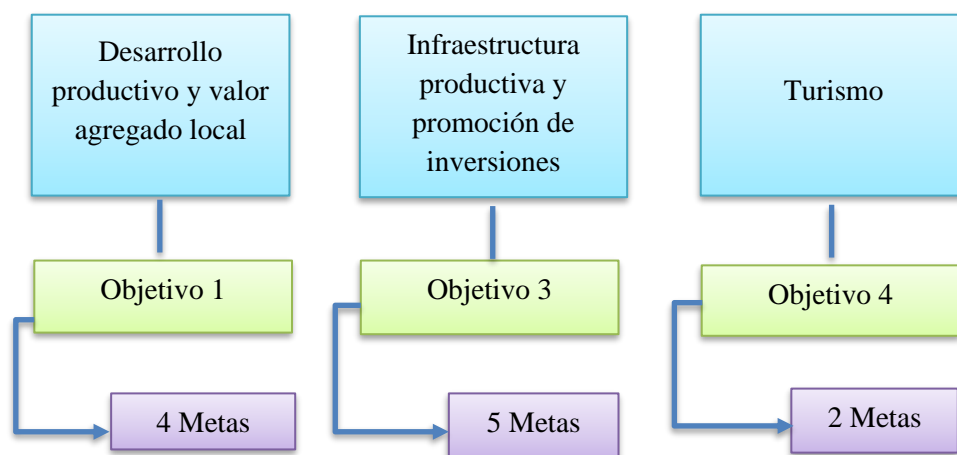 Desarrollo
productivo y valor
agregado local
Infraestructura
productiva y
promoción de
inversiones
Turismo
Objetivo 1
Objetivo 3
Objetivo 4
4 Metas
5 Metas
2 Metas